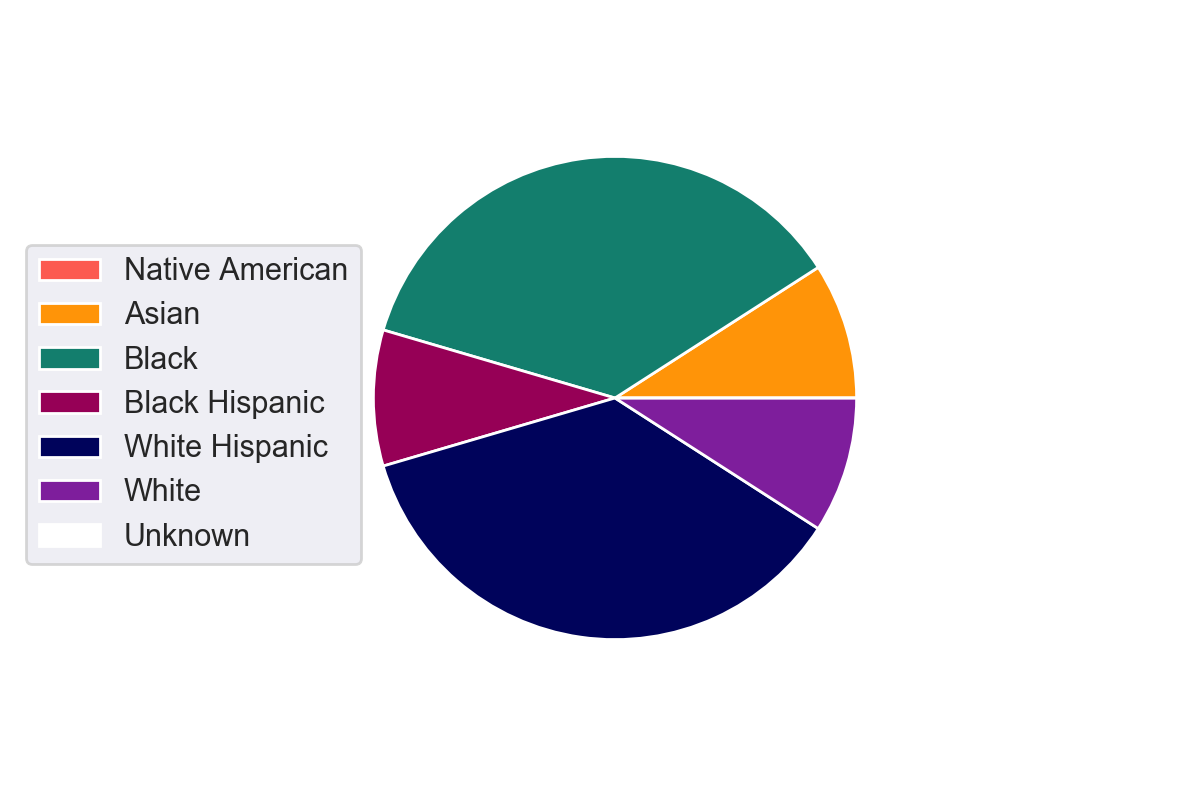 Native American
Asian
Black
Black Hispanic
White Hispanic
White
Unknown